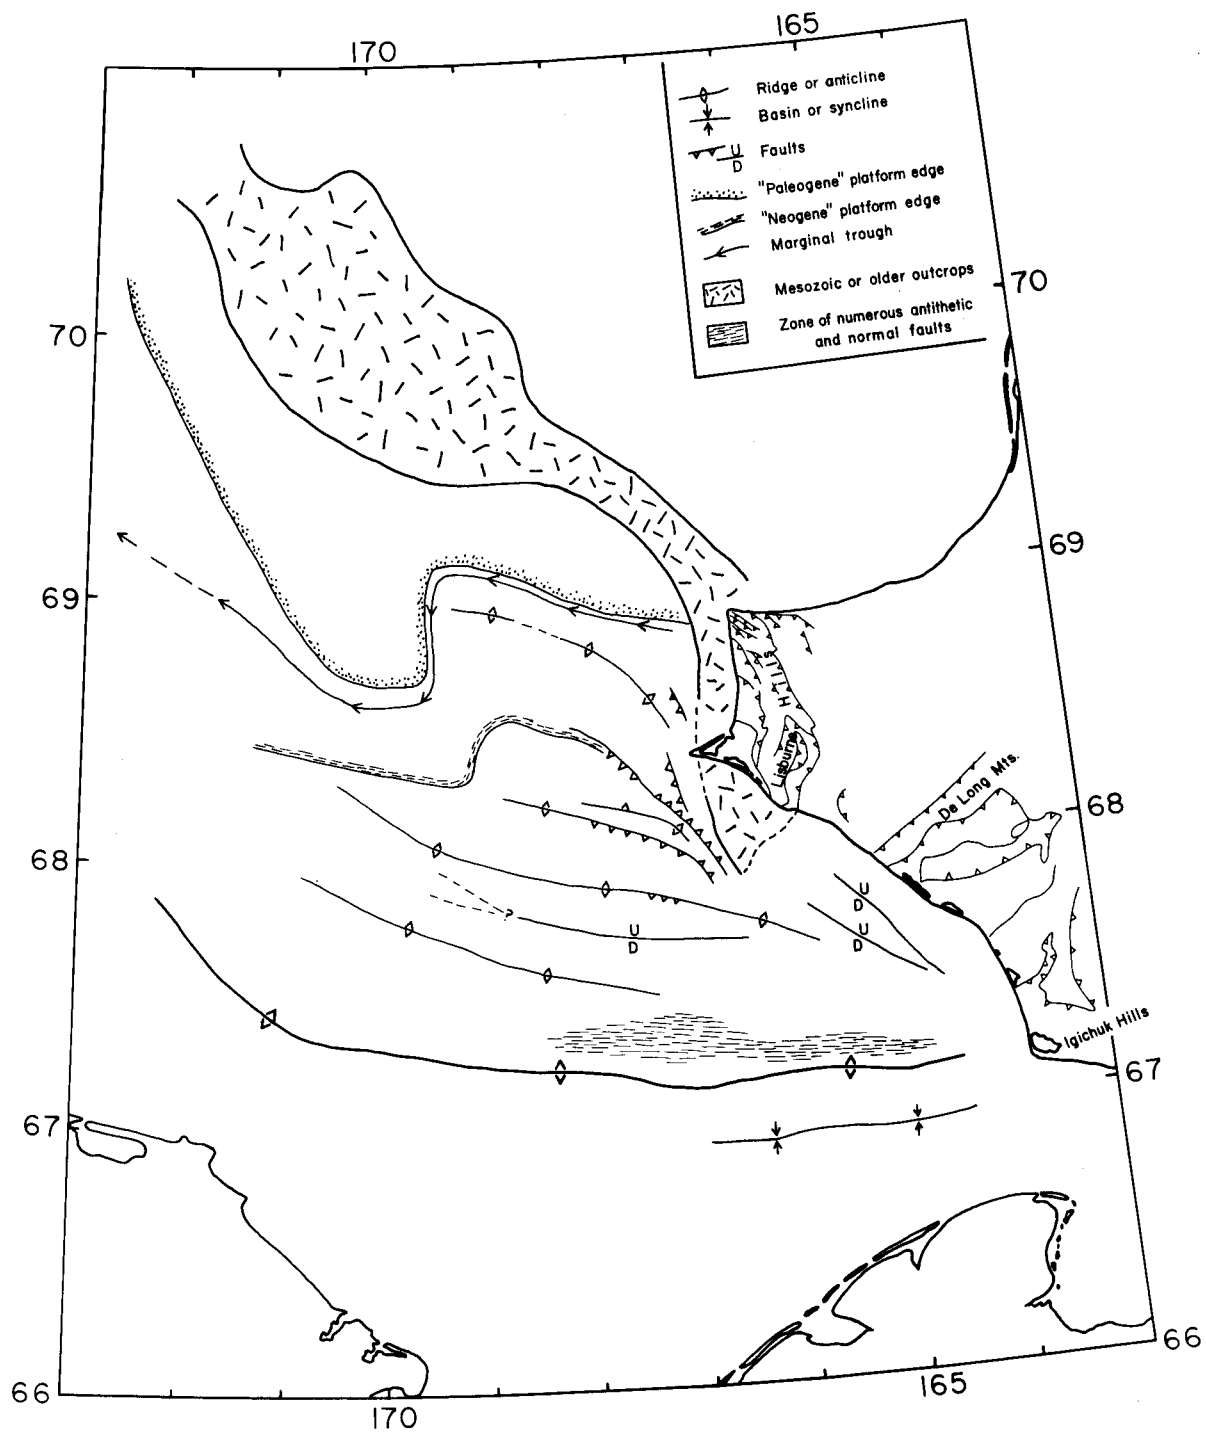 170
165
Ridge or anticline
Basin or syncline
U
D
Faults
"Paleogene" platform edge
"Neogene" platform edge
Marginal trough
Mesozoic or older outcrops
Zone of numerous antithetic
and normal faults
70
70
69
69
Hills
Lisburne
De Long Mts.
68
68
U
D
?
U
D
U
D
Igichuk Hills
67
67
66
66
170
165